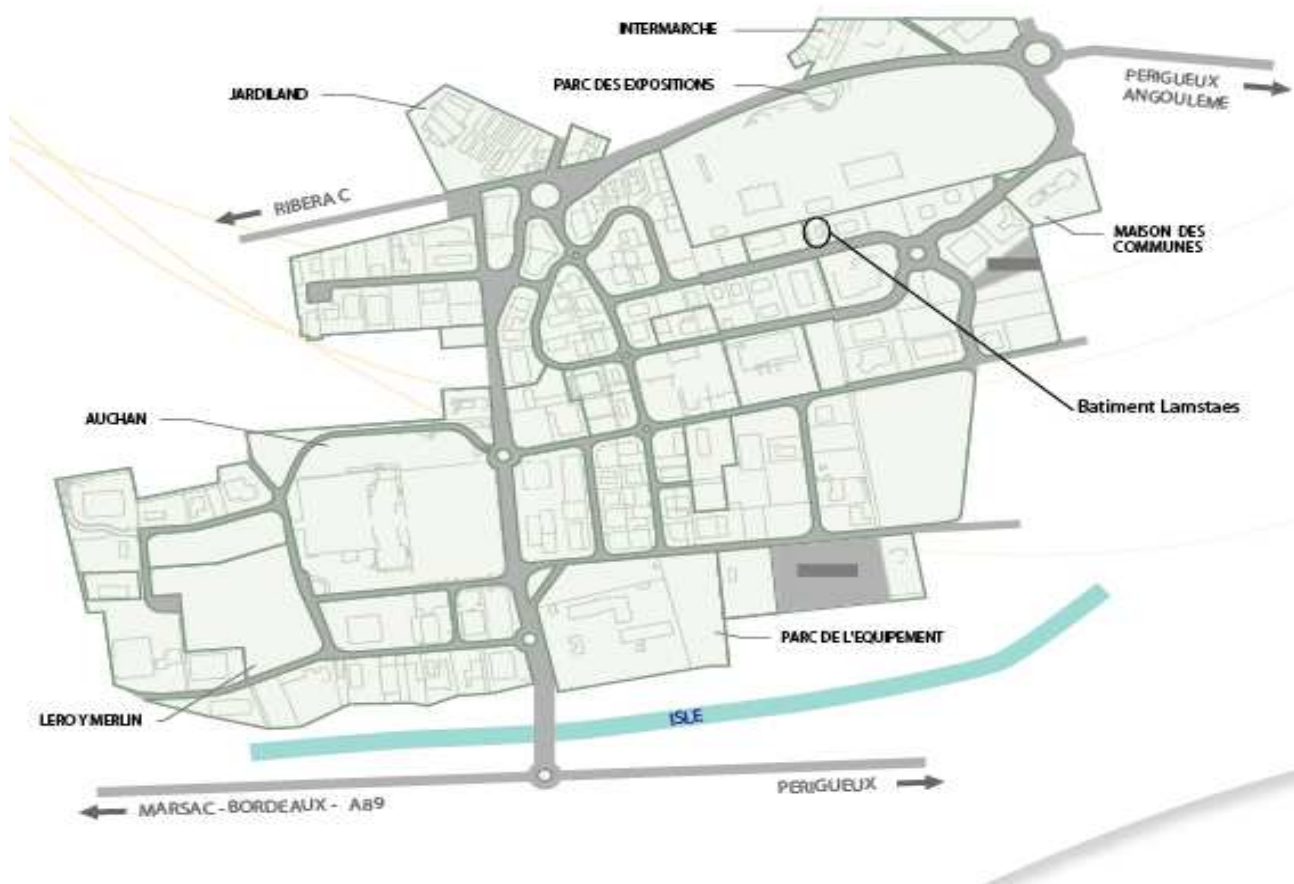 INTERMARCHE
PARC DES EXPOSITIONS
JARDILAND
PERIGUEUX
ANGOULEME
RIBERA C
MAISON DES
COMMUNES
Batiment Lamstaes
AUCHAN
PARC DE L'EQUIPEMENT
LERO Y MERLIN
ISLE
PERIGUEUX
MARSAC - BORDEAUX - A89